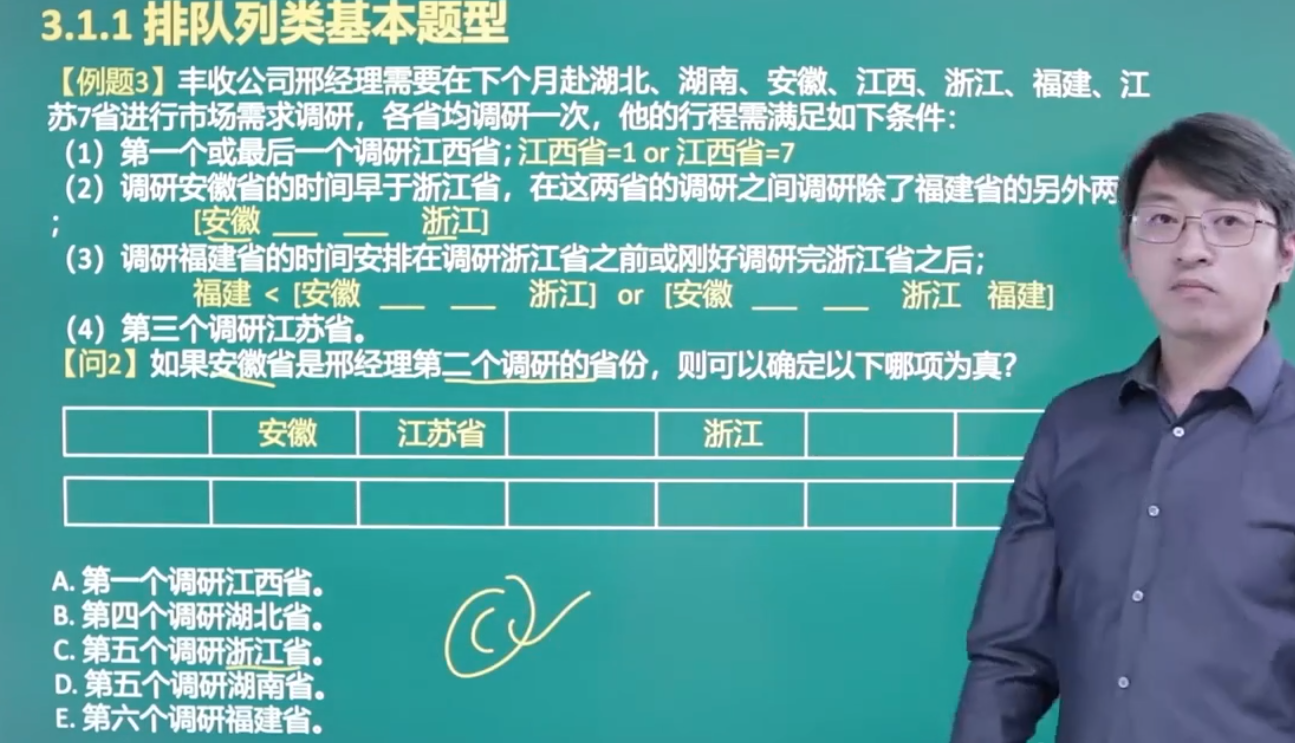 3.1.1 排队列类基本题型
【例题3】丰收公司邢经理需要在下个月赴湖北、湖南、安徽、江西、浙江、福建、江
苏7省进行市场需求调研，各省均调研一次，他的行程需满足如下条件：
（1）第一个或最后一个调研江西省；江西省=1 or 江西省=7
（2）调研安徽省的时间早于浙江省，在这两省的调研之间调研除了福建省的另外两
； [安徽 __ __ 浙江]
（3）调研福建省的时间安排在调研浙江省之前或刚好调研完浙江省之后；
福建 < [安徽 __ __ 浙江] or [安徽 __ __ 浙江 福建]
（4）第三个调研江苏省。
【问2】如果安徽省是邢经理第二个调研的省份，则可以确定以下哪项为真？
安徽 江苏省 浙江
A. 第一个调研江西省。
B. 第四个调研湖北省。
C. 第五个调研浙江省。
D. 第五个调研湖南省。
E. 第六个调研福建省。
C